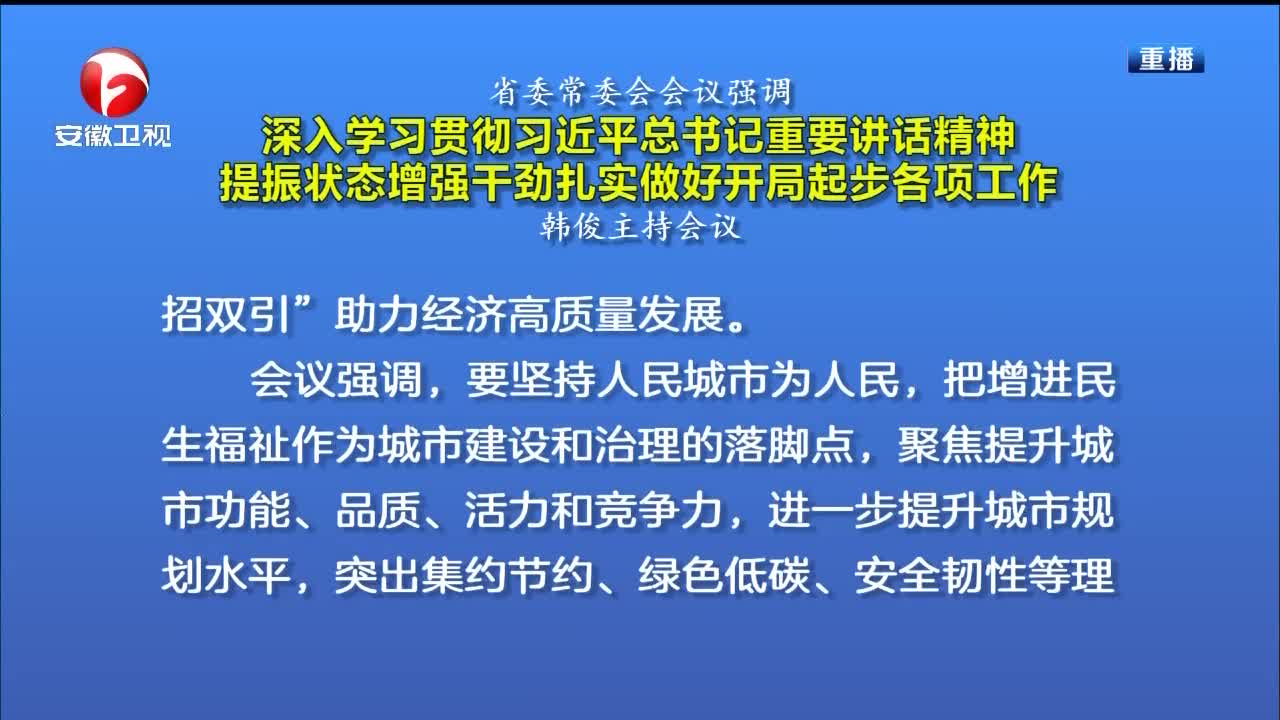 安徽卫视
重播
省委常委会会议强调
深入学习贯彻习近平总书记重要讲话精神
提振状态增强干劲扎实做好开局起步各项工作
韩俊主持会议
招双引”助力经济高质量发展。
会议强调，要坚持人民城市为人民，把增进民
生福祉作为城市建设和治理的落脚点，聚焦提升城
市功能、品质、活力和竞争力，进一步提升城市规
划水平，突出集约节约、绿色低碳、安全韧性等理